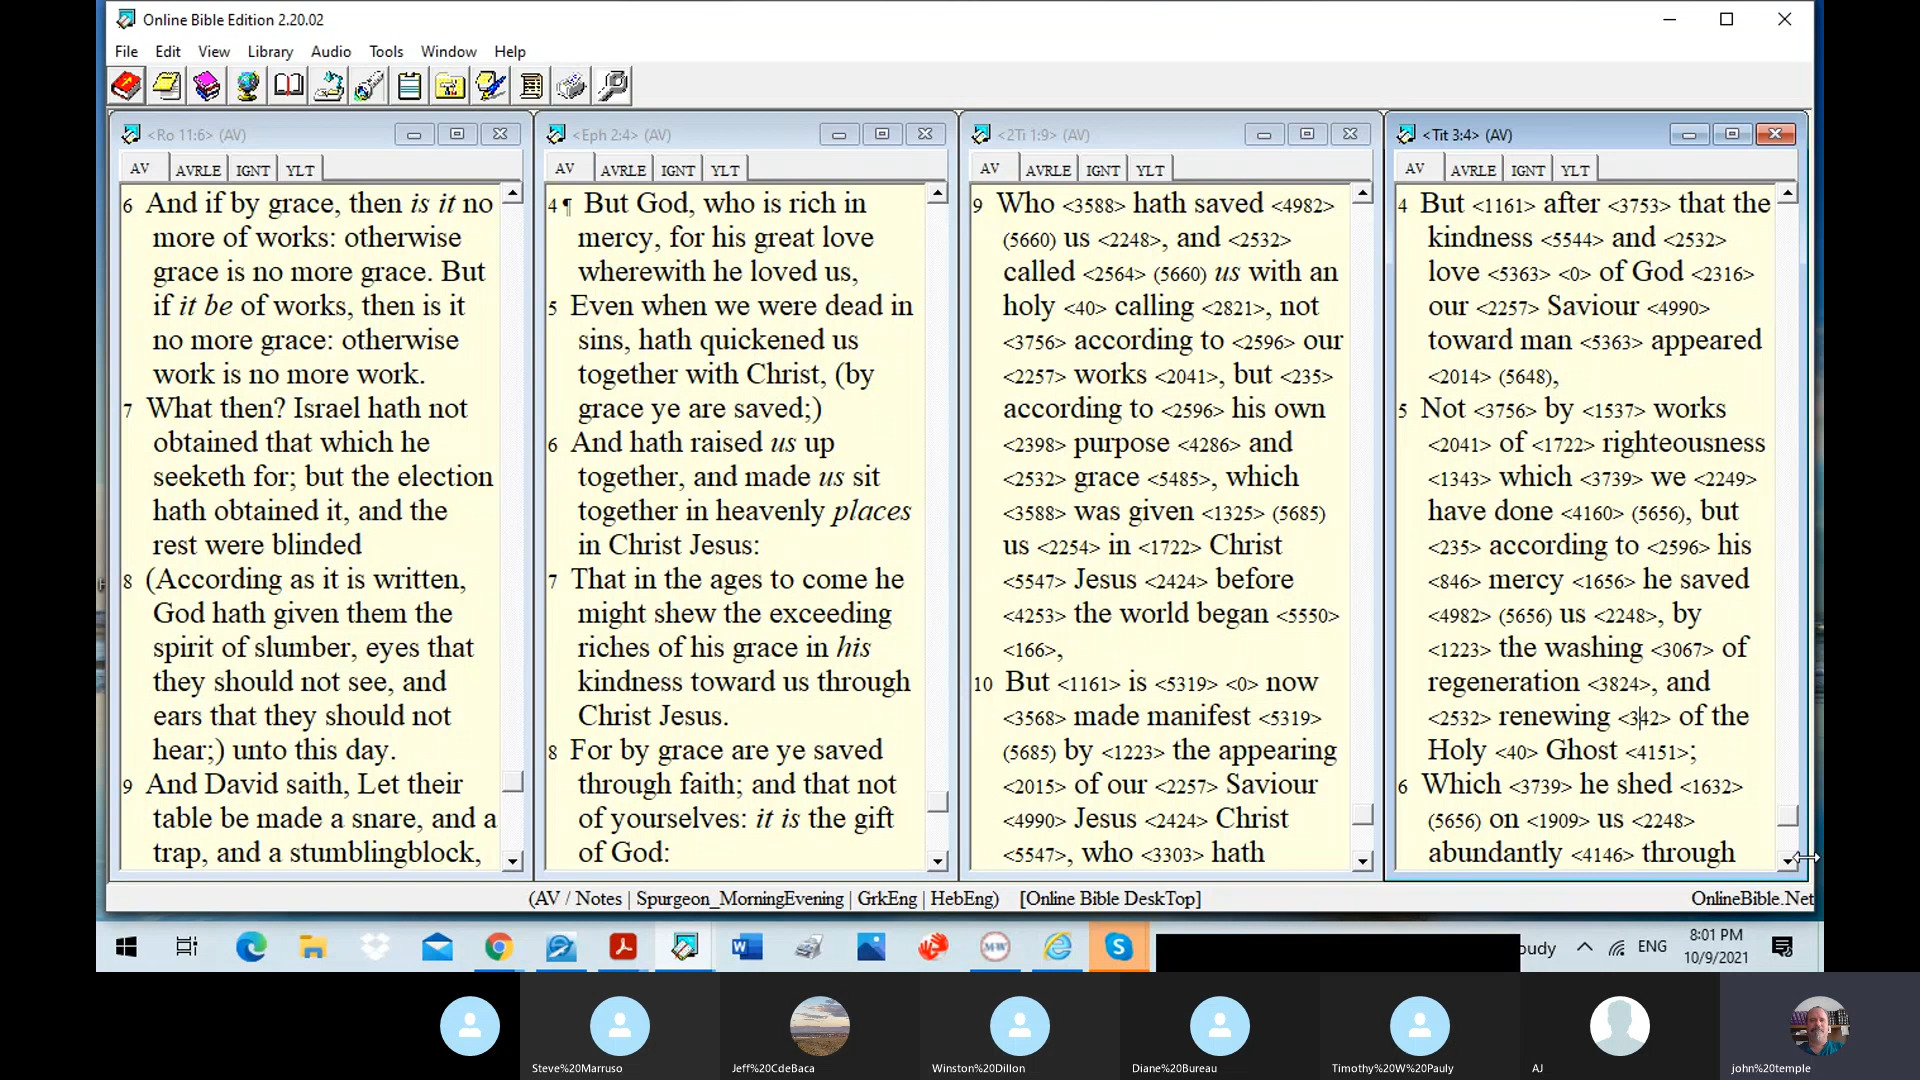 Online Bible Edition 2.20.02
File Edit View Library Audio Tools Window Help
<Ro 11:6> (AV)
AV AVRLE IGNT YLT
6 And if by grace, then is it no
more of works: otherwise
grace is no more grace. But
if it be of works, then is it
no more grace: otherwise
work is no more work.
7 What then? Israel hath not
obtained that which he
seeketh for; but the election
hath obtained it, and the
rest were blinded
8 (According as it is written,
God hath given them the
spirit of slumber, eyes that
they should not see, and
ears that they should not
hear;) unto this day.
9 And David saith, Let their
table be made a snare, and a
trap, and a stumblingblock,
<Eph 2:4> (AV)
AV AVRLE IGNT YLT
4 ¶ But God, who is rich in
mercy, for his great love
wherewith he loved us,
5 Even when we were dead in
sins, hath quickened us
together with Christ, (by
grace ye are saved;)
6 And hath raised us up
together, and made us sit
together in heavenly places
in Christ Jesus:
7 That in the ages to come he
might shew the exceeding
riches of his grace in his
kindness toward us through
Christ Jesus.
8 For by grace are ye saved
through faith; and that not
of yourselves: it is the gift
of God:
<2Ti 1:9> (AV)
AV AVRLE IGNT YLT
9 Who <3588> hath saved <4982>
(5660) us <2248>, and <2532>
called <2564> (5660) us with an
holy <40> calling <2821>, not
<3756> according to <2596> our
<2257> works <2041>, but <235>
according to <2596> his own
<2398> purpose <4286> and
<2532> grace <5485>, which
<3588> was given <1325> (5685)
us <2254> in <1722> Christ
<5547> Jesus <2424> before
<4253> the world began <5550>
<166>,
10 But <1161> is <5319> <0> now
<3568> made manifest <5319>
(5685) by <1223> the appearing
<2015> of our <2257> Saviour
<4990> Jesus <2424> Christ
<5547>, who <3303> hath
<Tit 3:4> (AV)
AV AVRLE IGNT YLT
4 But <1161> after <3753> that the
kindness <5544> and <2532>
love <5363> <0> of God <2316>
our <2257> Saviour <4990>
toward man <5363> appeared
<2014> (5648),
5 Not <3756> by <1537> works
<2041> of <1722> righteousness
<1343> which <3739> we <2249>
have done <4160> (5656), but
<235> according to <2596> his
<846> mercy <1656> he saved
<4982> (5656) us <2248>, by
<1223> the washing <3067> of
regeneration <3824>, and
<2532> renewing <342> of the
Holy <40> Ghost <4151>;
6 Which <3739> he shed <1632>
(5656) on <1909> us <2248>
abundantly <4146> through
(AV / Notes | Spurgeon_MorningEvening | GrkEng | HebEng) [Online Bible DeskTop] OnlineBible.Net
oudy ENG 8:01 PM
10/9/2021
Steve%20Marruso Jeff%20CdeBaca Winston%20Dillon Diane%20Bureau Timothy%20W%20Pauly AJ john%20temple